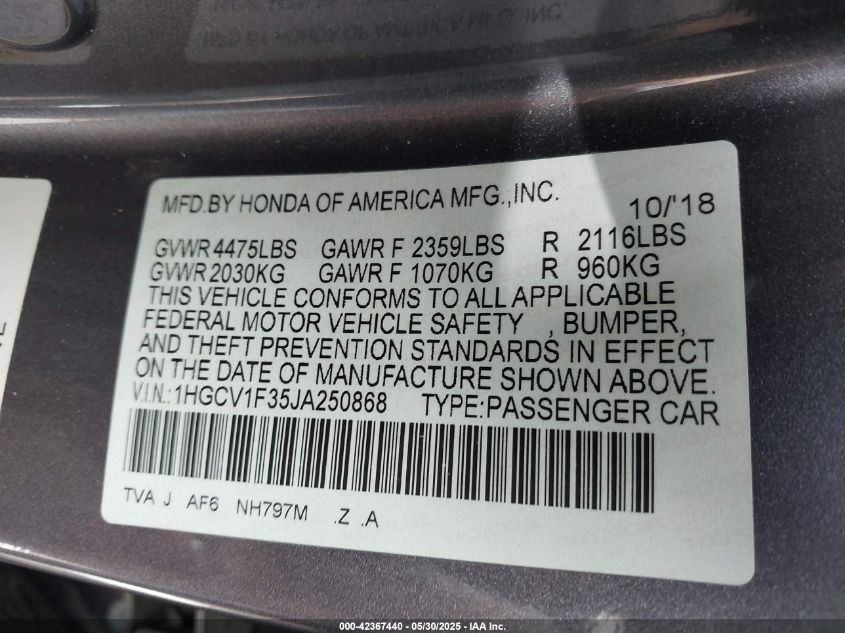 MFD.BY HONDA OF AMERICA MFG.,INC. 10/'18
GVWR 4475LBS GAWR F 2359LBS R 2116LBS
GVWR 2030KG GAWR F 1070KG R 960KG
THIS VEHICLE CONFORMS TO ALL APPLICABLE
FEDERAL MOTOR VEHICLE SAFETY , BUMPER,
AND THEFT PREVENTION STANDARDS IN EFFECT
ON THE DATE OF MANUFACTURE SHOWN ABOVE.
V.I.N.:1HGCV1F35JA250868 TYPE:PASSENGER CAR
TVA J AF6 NH797M .Z .A
000-42367440 - 05/30/2025 - IAA Inc.